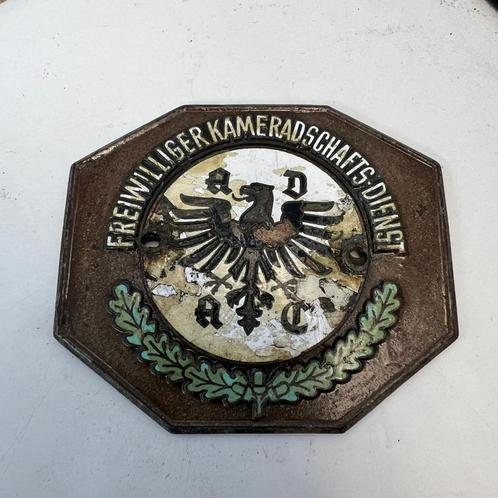 FREIWILLIGER KAMERADSCHAFTS-DIENST
a D
A C